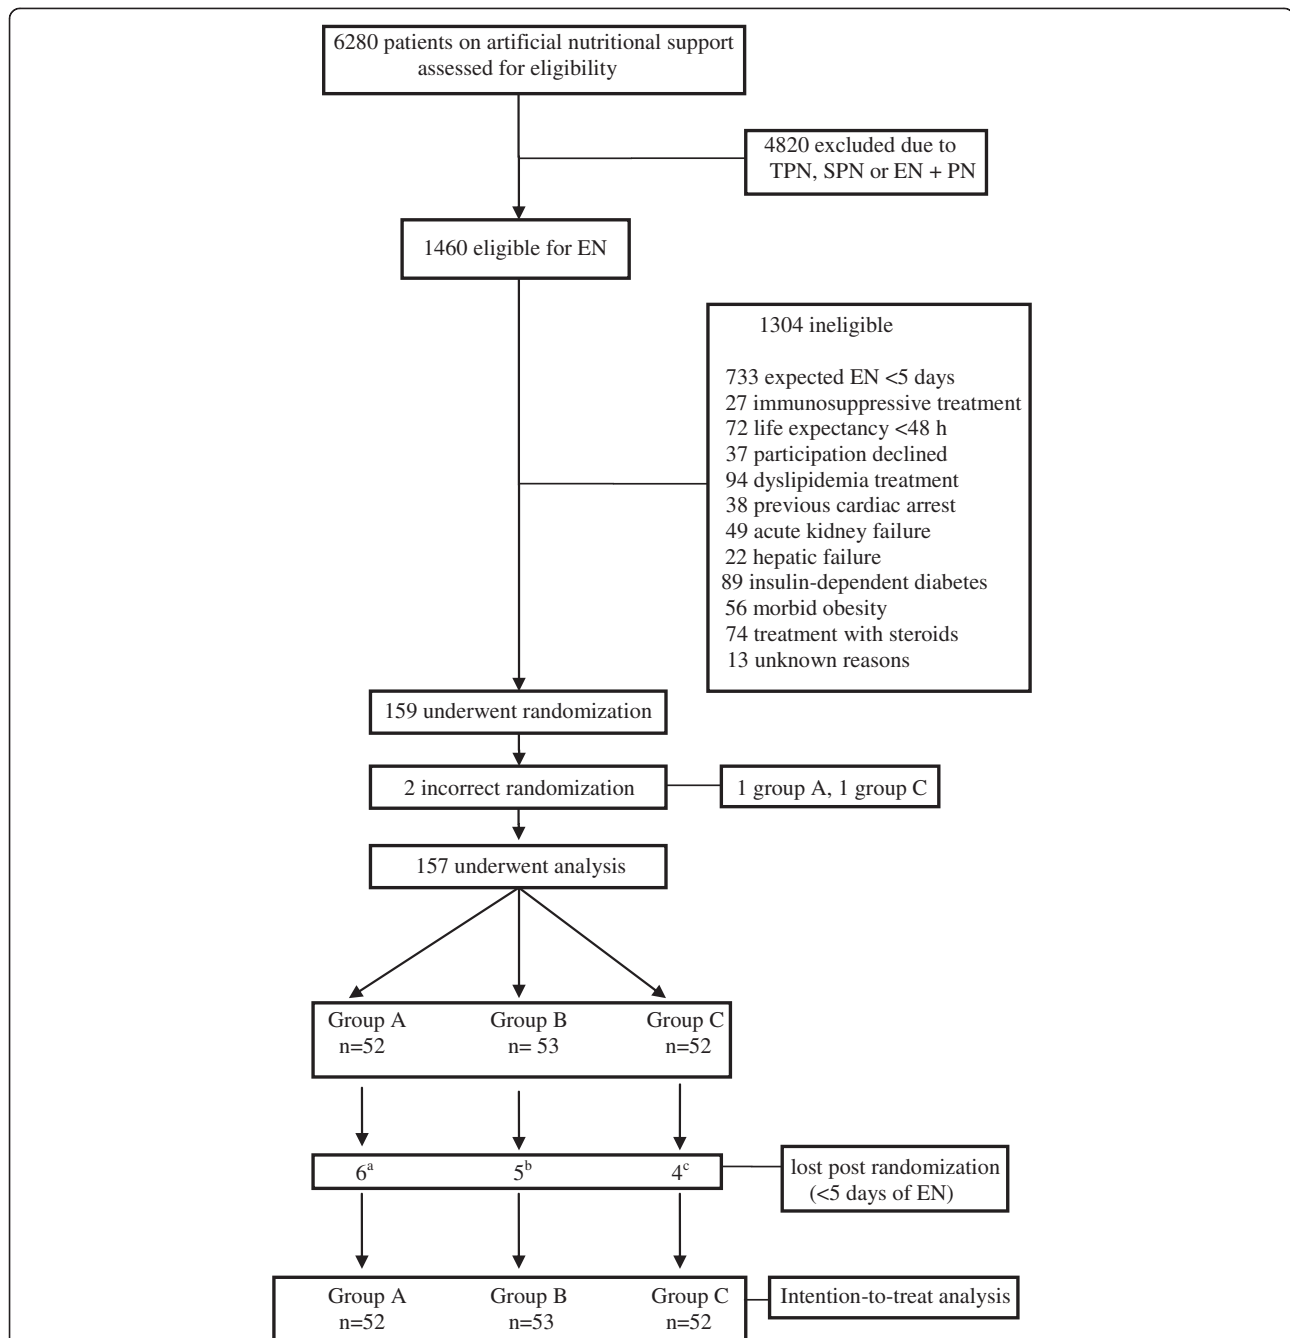 6280 patients on artificial nutritional support
assessed for eligibility
4820 excluded due to
TPN, SPN or EN + PN
1460 eligible for EN
1304 ineligible
733 expected EN <5 days
27 immunosuppressive treatment
72 life expectancy <48 h
37 participation declined
94 dyslipidemia treatment
38 previous cardiac arrest
49 acute kidney failure
22 hepatic failure
89 insulin-dependent diabetes
56 morbid obesity
74 treatment with steroids
13 unknown reasons
159 underwent randomization
2 incorrect randomization
1 group A, 1 group C
157 underwent analysis
Group A Group B Group C
n=52 n= 53 n=52
6a 5b 4c
lost post randomization
(<5 days of EN)
Group A Group B Group C
n=52 n=53 n=52
Intention-to-treat analysis